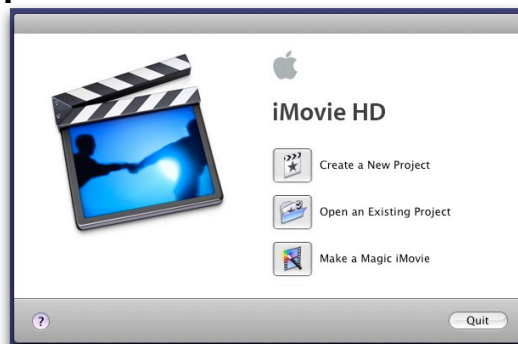 iMovie HD
Create a New Project
Open an Existing Project
Make a Magic iMovie
?
Quit